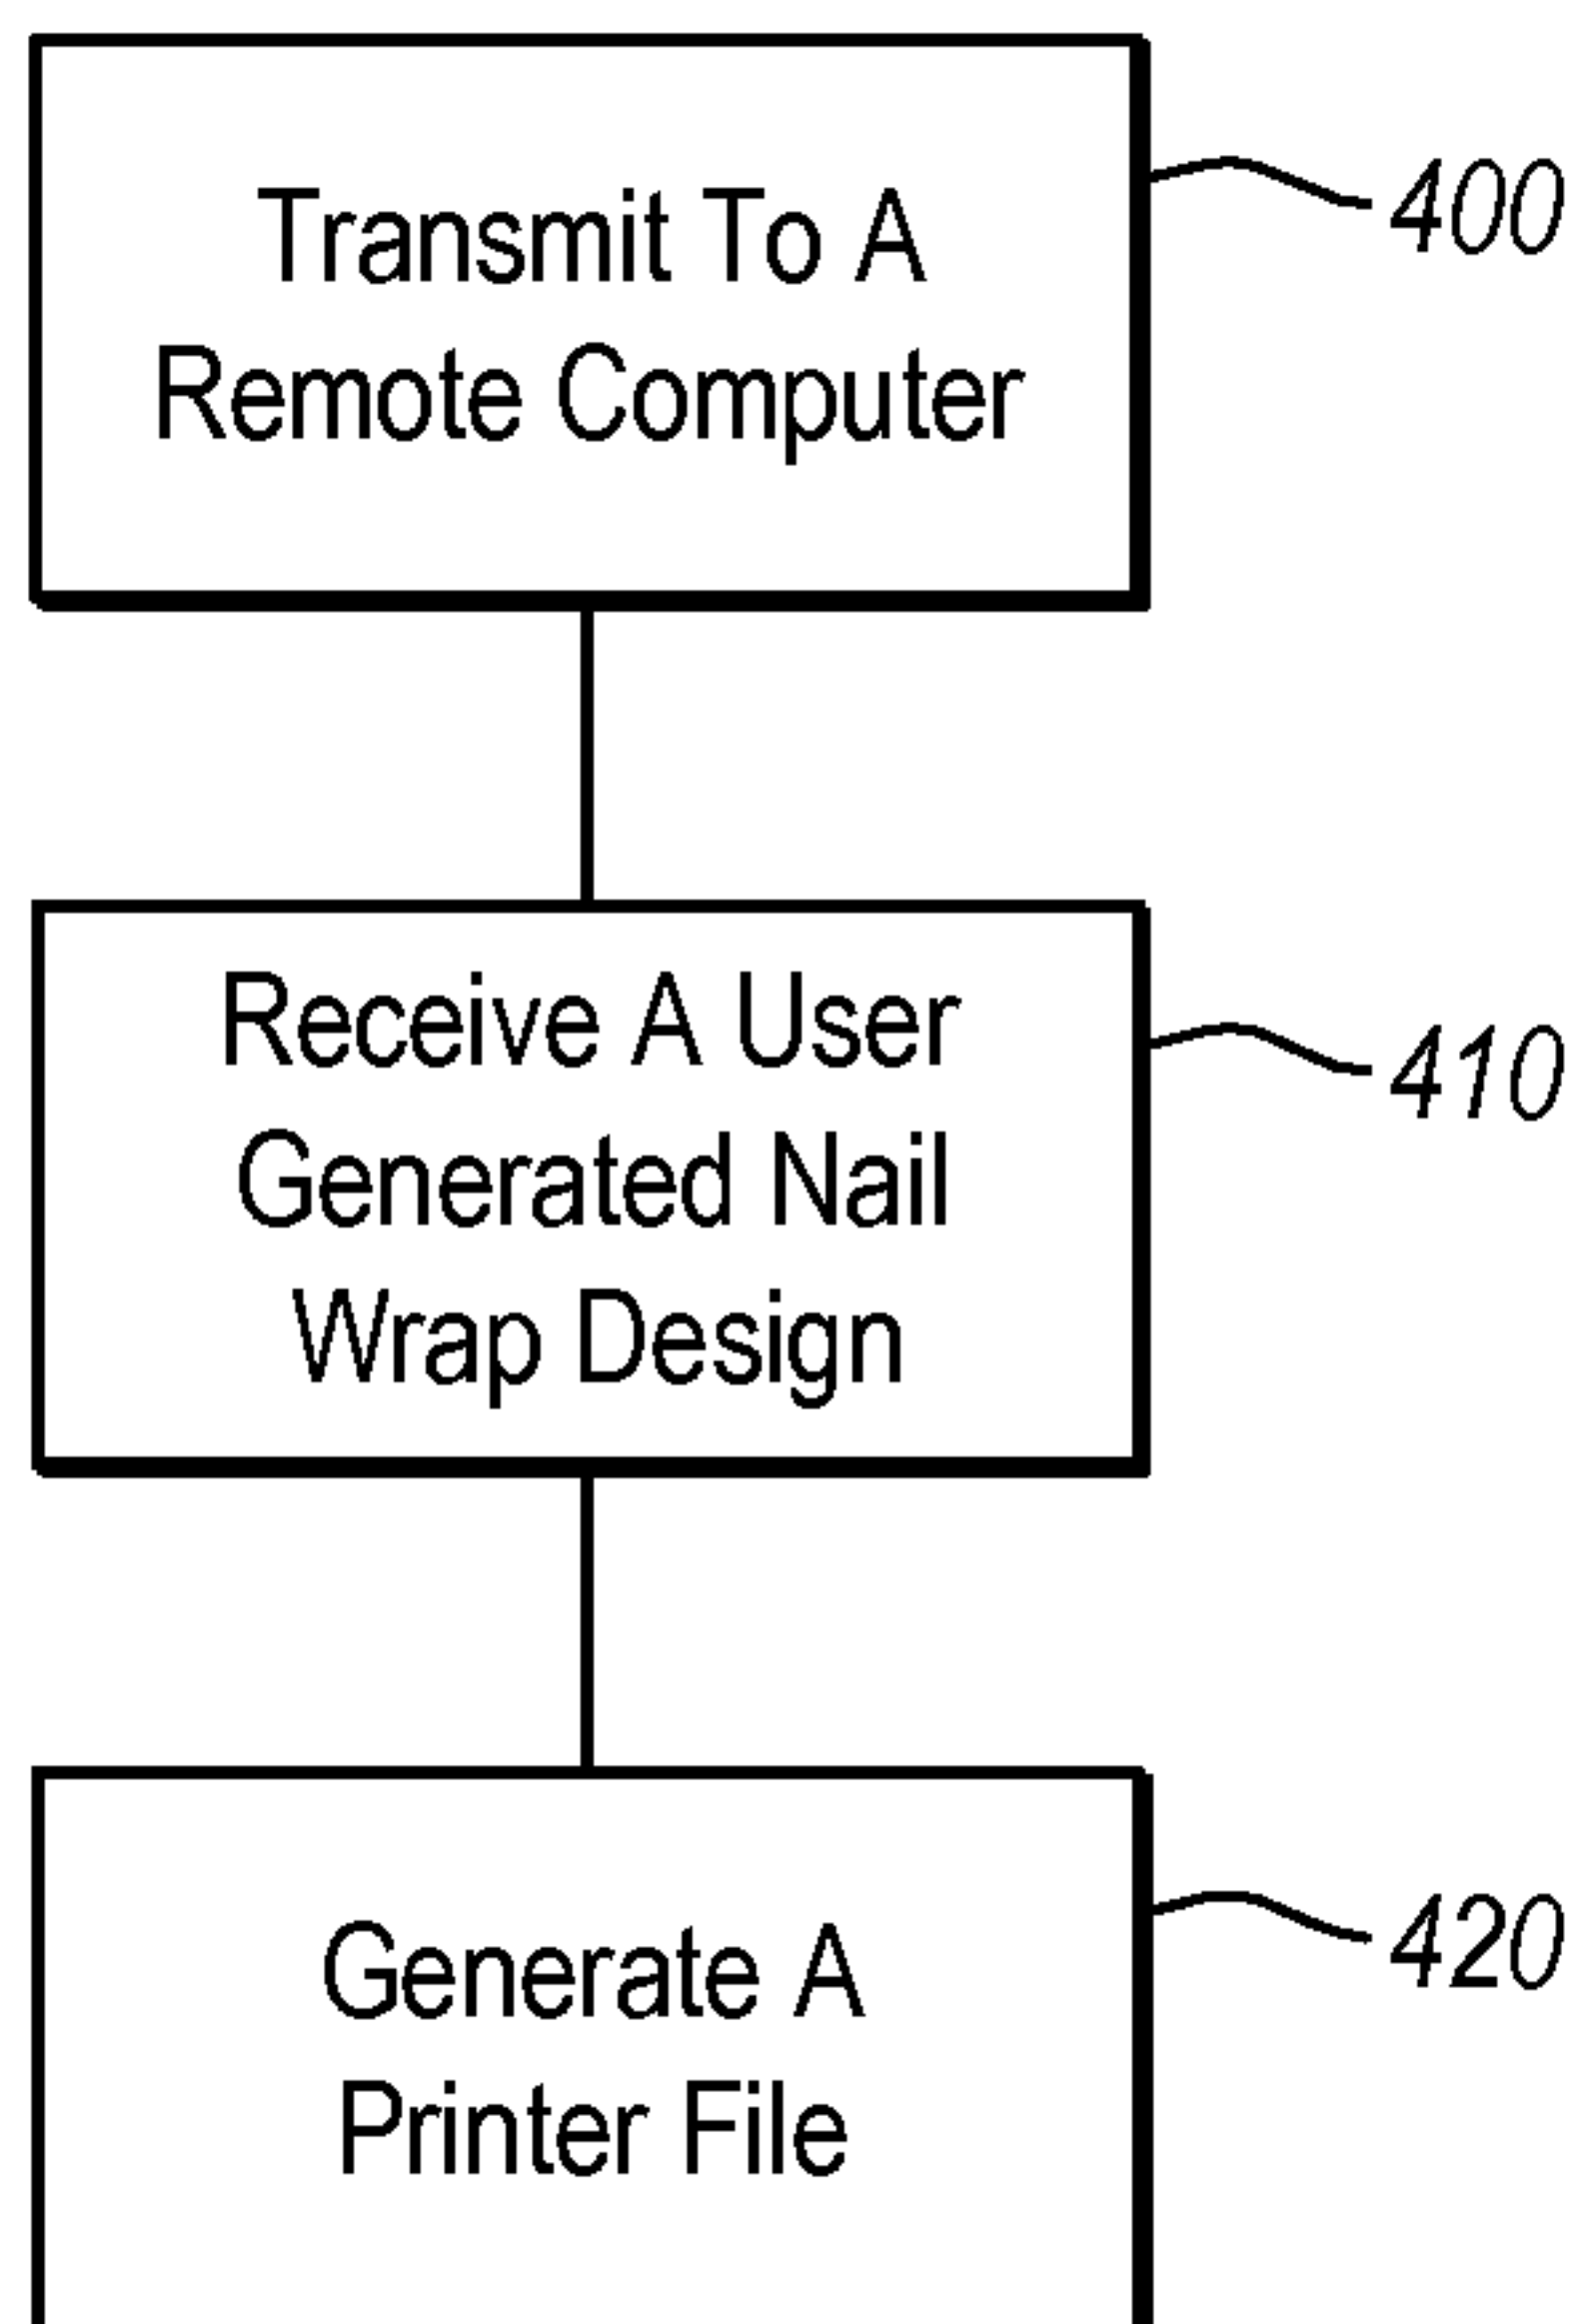 Transmit To A
Remote Computer
400
Receive A User
Generated Nail
Wrap Design
410
Generate A
Printer File
420